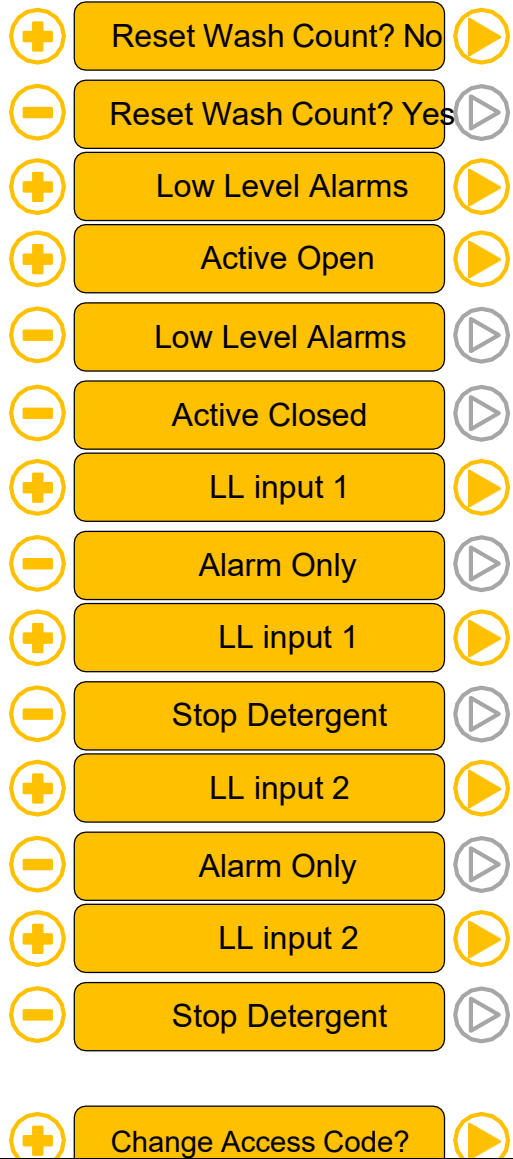 Reset Wash Count? No
Reset Wash Count? Yes
Low Level Alarms
Active Open
Low Level Alarms
Active Closed
LL input 1
Alarm Only
LL input 1
Stop Detergent
LL input 2
Alarm Only
LL input 2
Stop Detergent
Change Access Code?